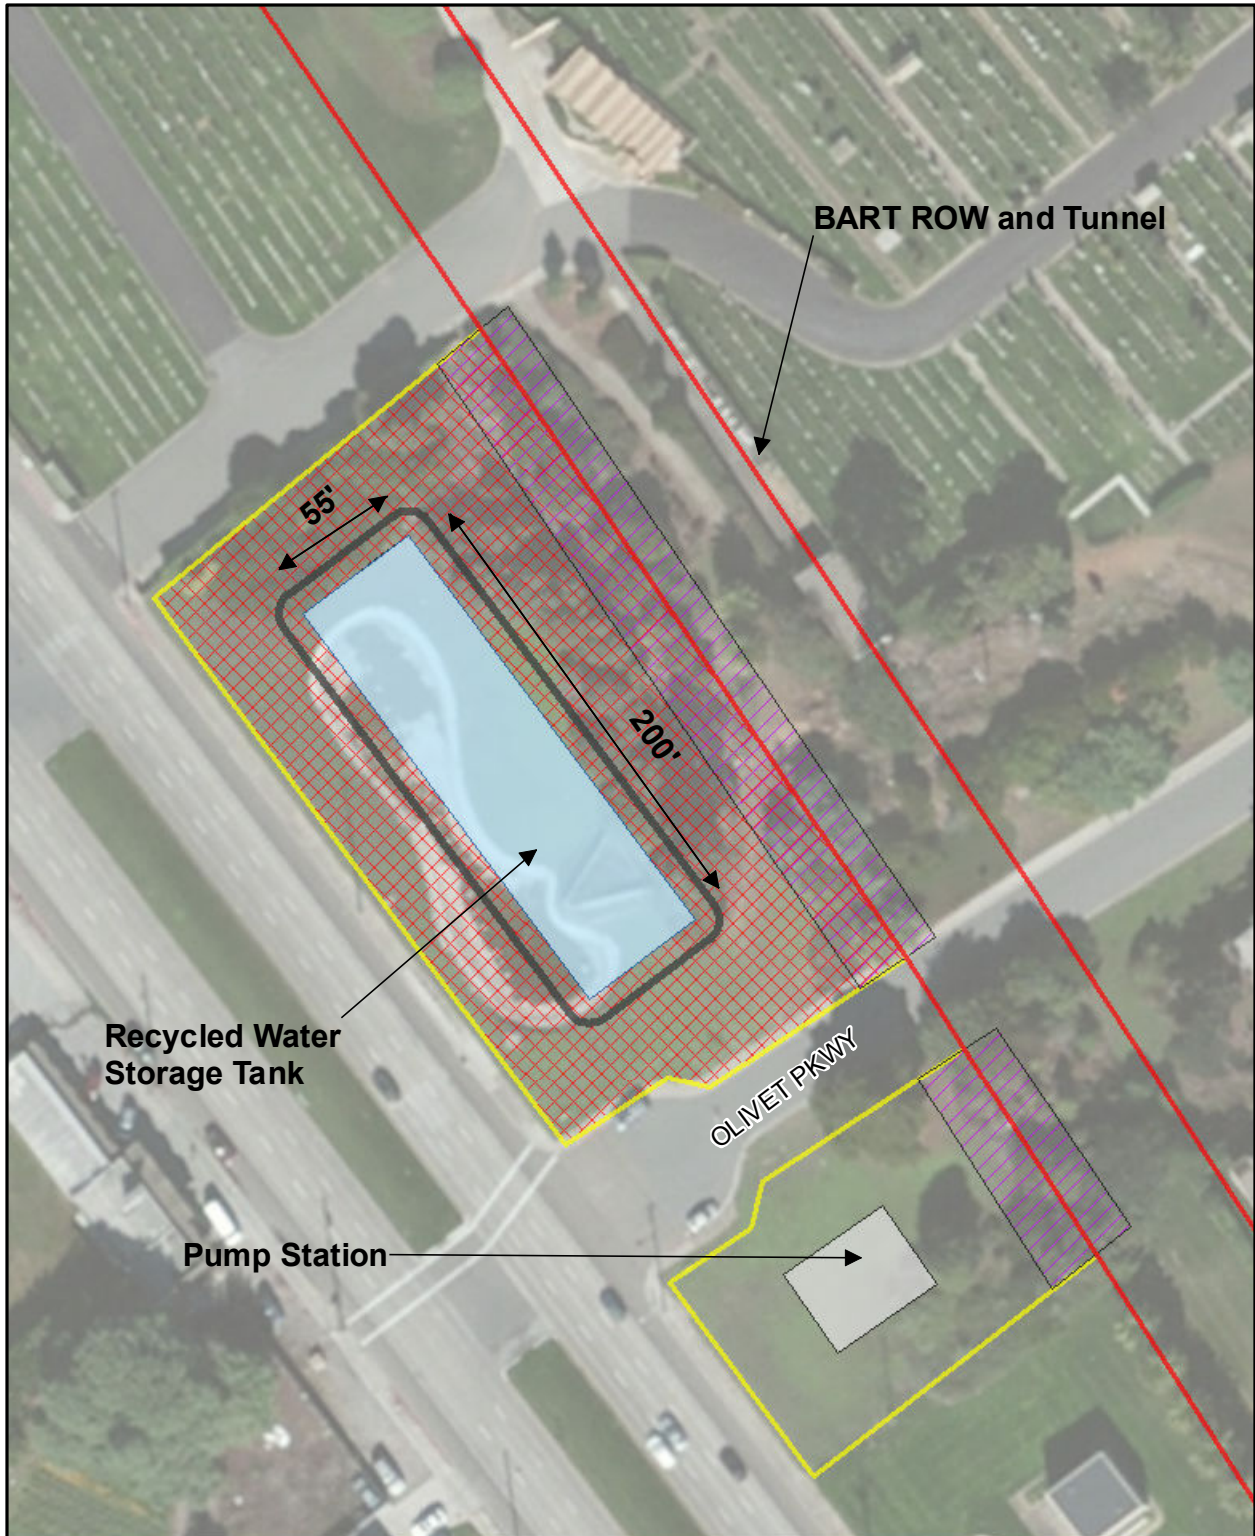 BART ROW and Tunnel
55'
200'
Recycled Water
Storage Tank
OLIVET PKWY
Pump Station